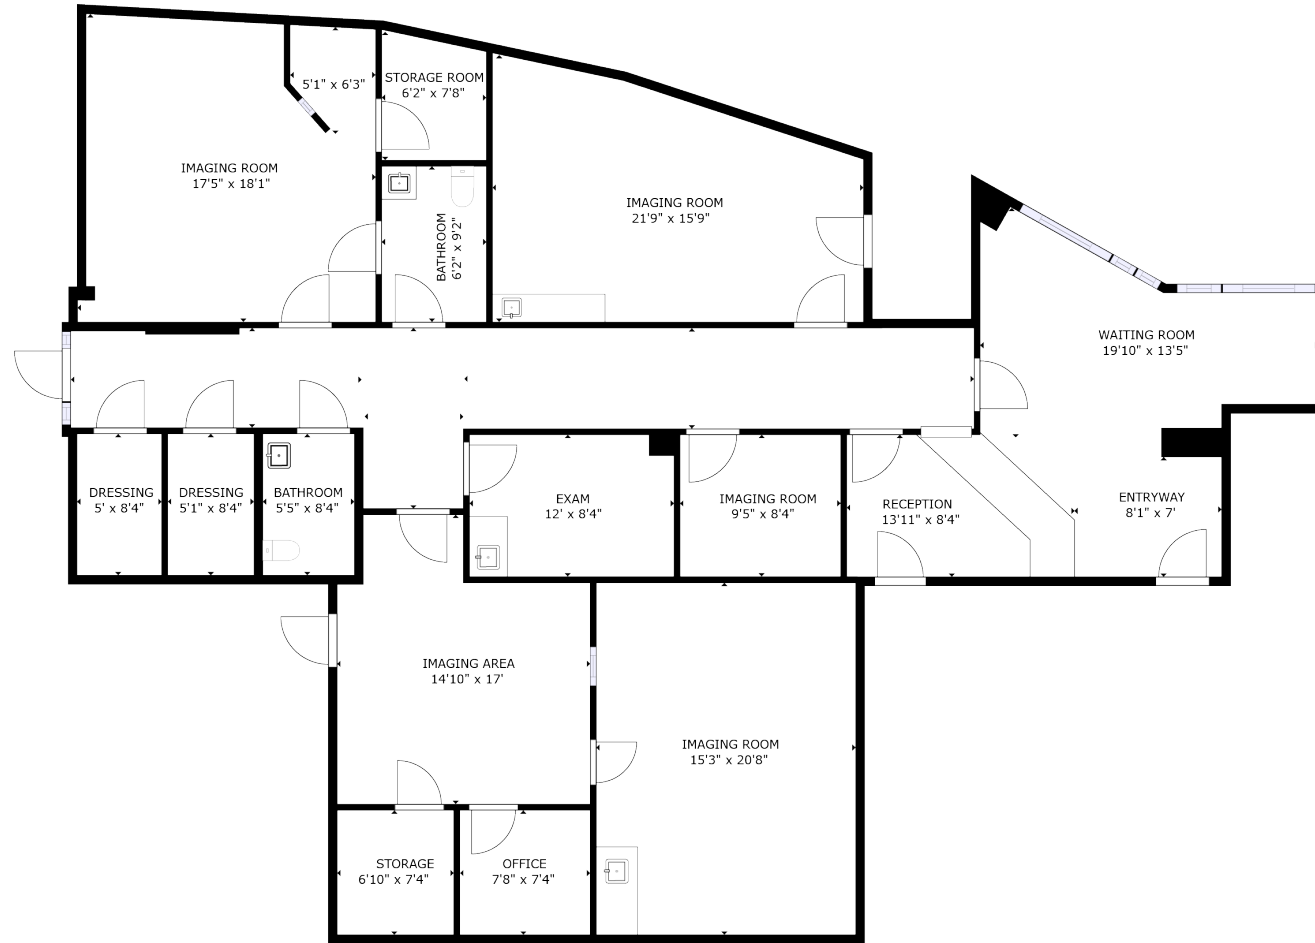 5'1" x 6'3"
STORAGE ROOM
6'2" x 7'8"
IMAGING ROOM
17'5" x 18'1"
BATHROOM
6'2" x 9'2"
IMAGING ROOM
21'9" x 15'9"
WAITING ROOM
19'10" x 13'5"
DRESSING
5' x 8'4"
DRESSING
5'1" x 8'4"
BATHROOM
5'5" x 8'4"
EXAM
12' x 8'4"
IMAGING ROOM
9'5" x 8'4"
RECEPTION
13'11" x 8'4"
ENTRYWAY
8'1" x 7'
IMAGING AREA
14'10" x 17'
IMAGING ROOM
15'3" x 20'8"
STORAGE
6'10" x 7'4"
OFFICE
7'8" x 7'4"